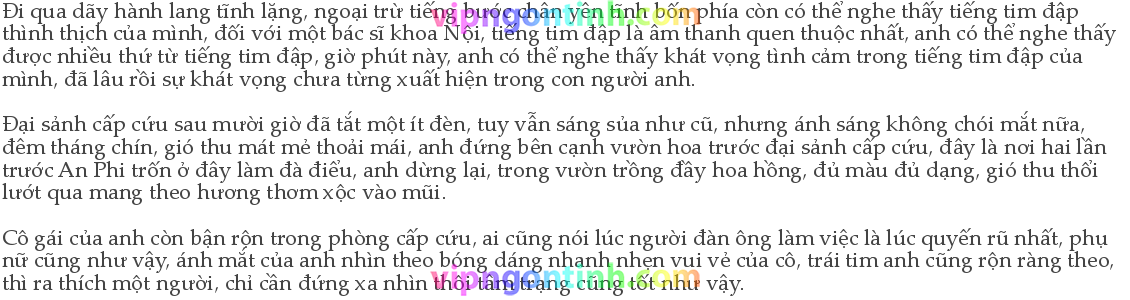 Đi qua dãy hành lang tĩnh lặng, ngoại trừ tiếng bước chân yên tĩnh bốn phía còn có thể nghe thấy tiếng tim đập
thình thịch của mình, đối với một bác sĩ khoa Nội, tiếng tim đập là âm thanh quen thuộc nhất, anh có thể nghe thấy
được nhiều thứ từ tiếng tim đập, giờ phút này, anh có thể nghe thấy khát vọng tình cảm trong tiếng tim đập của
mình, đã lâu rồi sự khát vọng chưa từng xuất hiện trong con người anh.
Đại sảnh cấp cứu sau mười giờ đã tắt một ít đèn, tuy vẫn sáng sủa như cũ, nhưng ánh sáng không chói mắt nữa,
đêm tháng chín, gió thu mát mẻ thoải mái, anh đứng bên cạnh vườn hoa trước đại sảnh cấp cứu, đây là nơi hai lần
trước An Phi trốn ở đây làm đà điểu, anh dừng lại, trong vườn trồng đầy hoa hồng, đủ màu đủ dạng, gió thu thổi
lướt qua mang theo hương thơm xộc vào mũi.
Cô gái của anh còn bận rộn trong phòng cấp cứu, ai cũng nói lúc người đàn ông làm việc là lúc quyến rũ nhất, phụ
nữ cũng như vậy, ánh mắt của anh nhìn theo bóng dáng nhanh nhẹn vui vẻ của cô, trái tim anh cũng rộn ràng theo,
thì ra thích một người, chỉ cần đứng xa nhìn thôi tâm trạng cũng tốt như vậy.
vipngontinh.com
vipngontinh.com